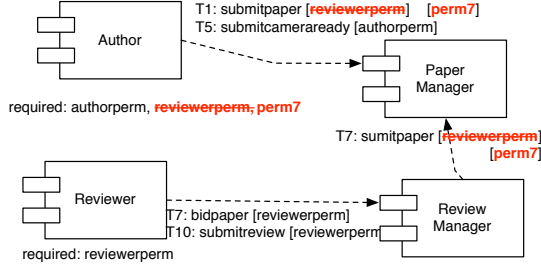 T1: submitpaper [reviewerperm] [perm7]
T5: submitcameraready [authorperm]
Author
Paper
Manager
required: authorperm, reviewerperm, perm7
T7: sumitpaper [reviewerperm]
[perm7]
Reviewer
T7: bidpaper [reviewerperm]
T10: submitreview [reviewerperm
Review
Manager
required: reviewerperm